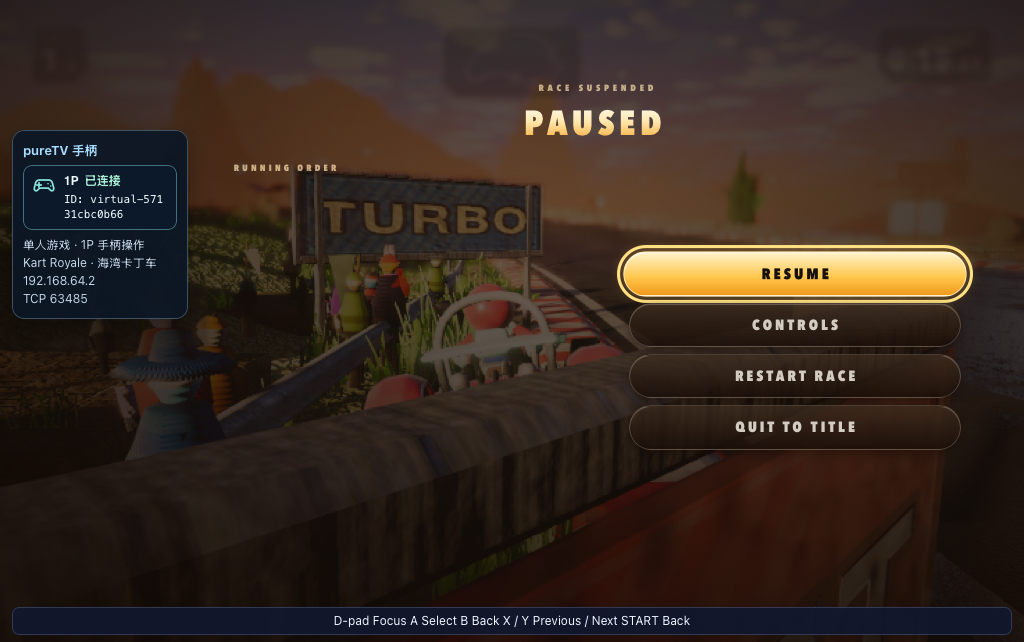 RACE SUSPENDED
PAUSED
pureTV 手柄
1P 已连接
ID: virtual-571
31cbc0b66
单人游戏 · 1P 手柄操作
Kart Royale · 海湾卡丁车
192.168.64.2
TCP 63485
RUNNING ORDER
TURBO
RESUME
CONTROLS
RESTART RACE
QUIT TO TITLE
D-pad Focus A Select B Back X / Y Previous / Next START Back